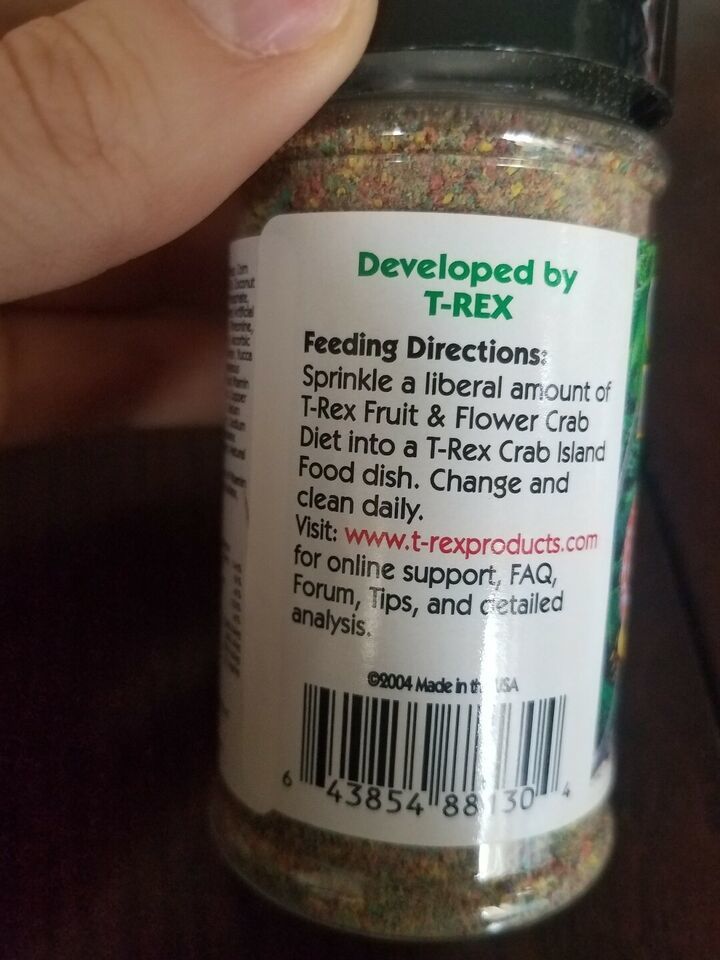 Developed by
T-REX
Feeding Directions:
Sprinkle a liberal amount of
T-Rex Fruit & Flower Crab
Diet into a T-Rex Crab Island
Food dish. Change and
clean daily.
Visit: www.t-rexproducts.com
for online support, FAQ,
Forum, Tips, and detailed
analysis.
©2004 Made in the USA
6 43854 88130 4